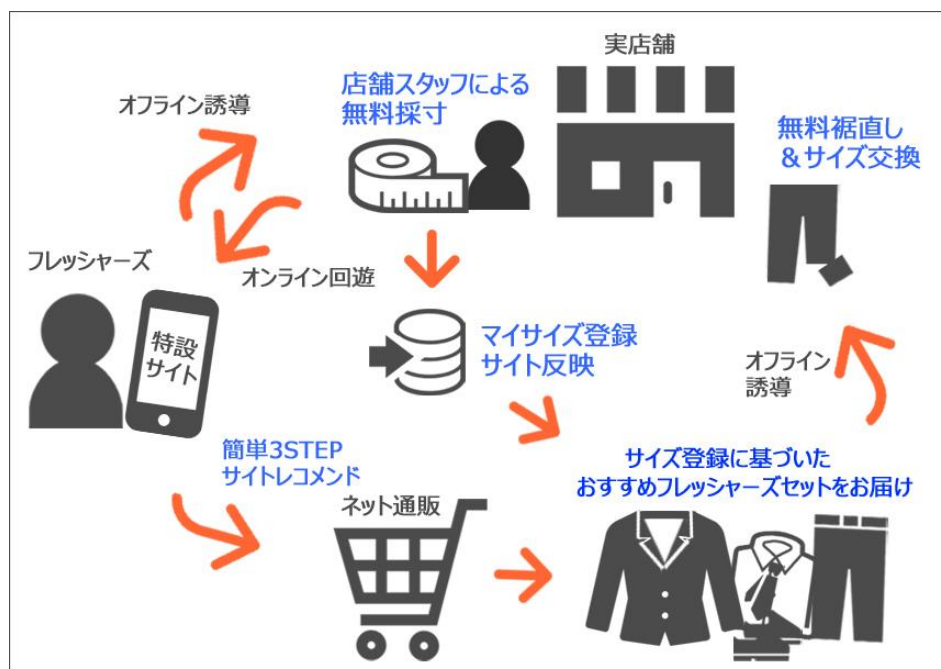 実店舗
店舗スタッフによる
無料採寸
オフライン誘導
無料裾直し
＆サイズ交換
フレッシャーズ
オンライン回遊
特設
サイト
マイサイズ登録
サイト反映
オフライン
誘導
簡単3STEP
サイトレコメンド
サイズ登録に基づいた
おすすめフレッシャーズセットをお届け
ネット通販